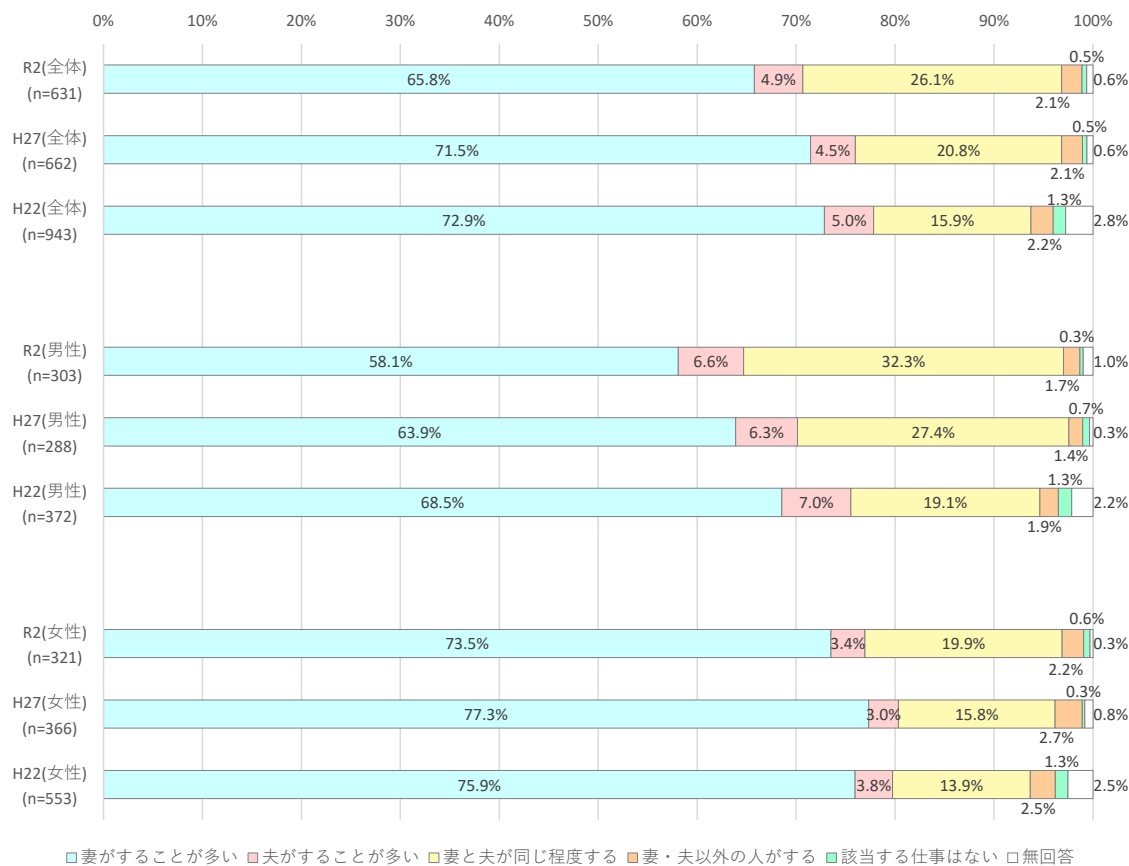 0% 10% 20% 30% 40% 50% 60% 70% 80% 90% 100%
0.5%
R2(全体)
(n=631)
65.8% 4.9% 26.1% 0.6%
2.1%
0.5%
H27(全体)
(n=662)
71.5% 4.5% 20.8% 0.6%
2.1%
1.3%
H22(全体)
(n=943)
72.9% 5.0% 15.9% 2.8%
2.2%
0.3%
R2(男性)
(n=303)
58.1% 6.6% 32.3% 1.0%
1.7%
0.7%
H27(男性)
(n=288)
63.9% 6.3% 27.4% 0.3%
1.4%
1.3%
H22(男性)
(n=372)
68.5% 7.0% 19.1% 2.2%
1.9%
0.6%
R2(女性)
(n=321)
73.5% 3.4% 19.9% 0.3%
2.2%
0.3%
H27(女性)
(n=366)
77.3% 3.0% 15.8% 0.8%
2.7%
1.3%
H22(女性)
(n=553)
75.9% 3.8% 13.9% 2.5%
2.5%
妻がすることが多い 夫がすることが多い 妻と夫が同じ程度する 妻・夫以外の人がする 該当する仕事はない 無回答